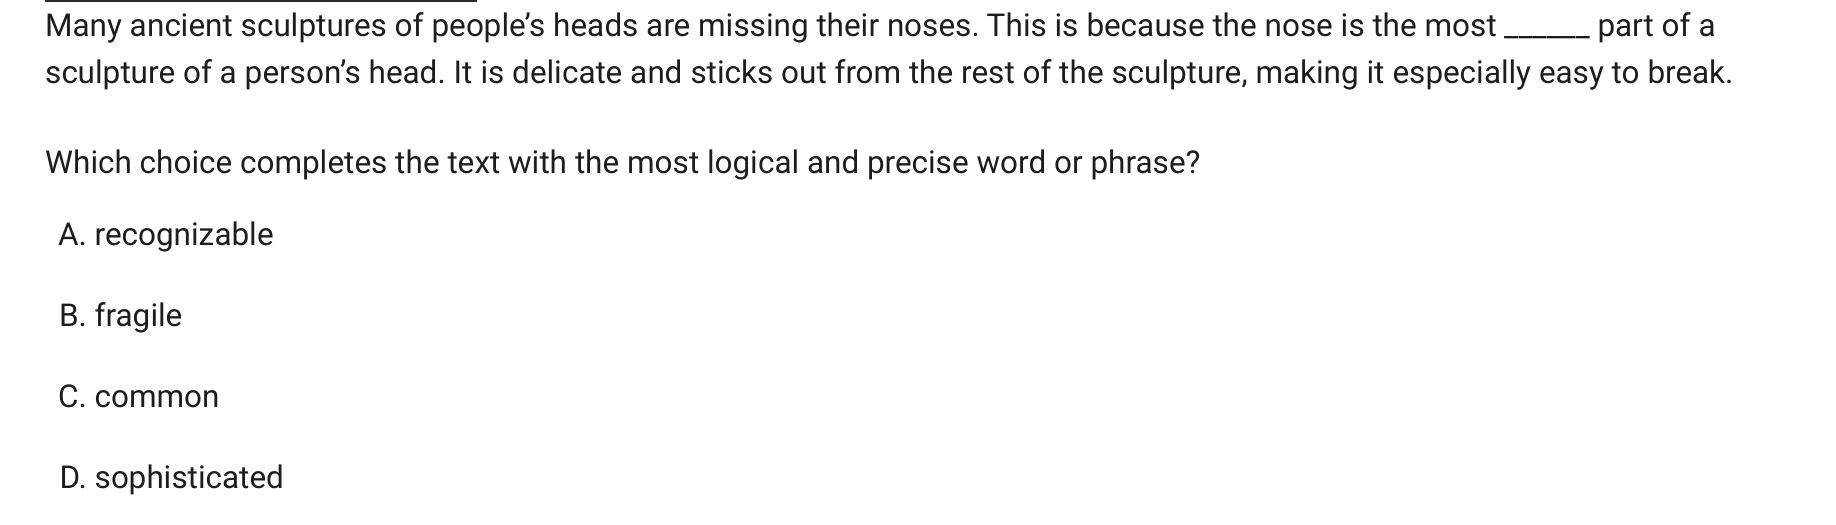 Many ancient sculptures of people’s heads are missing their noses. This is because the nose is the most ______ part of a
sculpture of a person’s head. It is delicate and sticks out from the rest of the sculpture, making it especially easy to break.
Which choice completes the text with the most logical and precise word or phrase?
A. recognizable
B. fragile
C. common
D. sophisticated